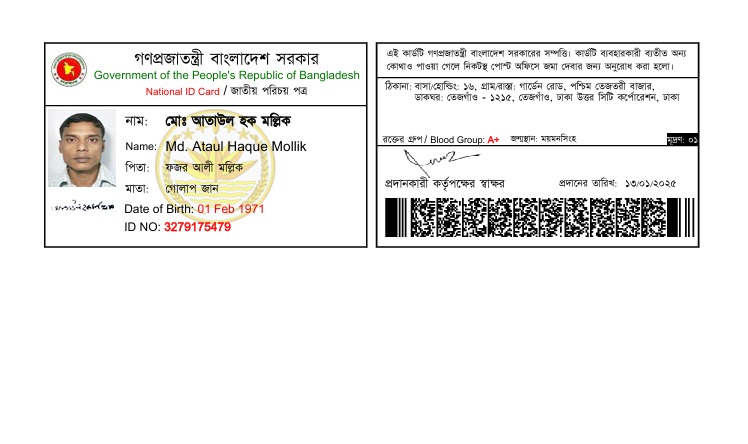 গণপ্রজাতন্ত্রী বাংলাদেশ সরকার
Government of the People's Republic of Bangladesh
National ID Card / জাতীয় পরিচয় পত্র
নাম: মোঃ আতাউল হক মল্লিক
Name: Md. Ataul Haque Mollik
পিতা: ফজর আলী মল্লিক
মাতা: গোলাপ জান
Date of Birth: 01 Feb 1971
ID NO: 3279175479
এই কার্ডটি গণপ্রজাতন্ত্রী বাংলাদেশ সরকারের সম্পত্তি। কার্ডটি ব্যবহারকারী ব্যতীত অন্য
কোথাও পাওয়া গেলে নিকটস্থ পোস্ট অফিসে জমা দেবার জন্য অনুরোধ করা হলো।
ঠিকানা: বাসা/হোল্ডিং: ১৬, গ্রাম/রাস্তা: গার্ডেন রোড, পশ্চিম তেজতরী বাজার,
ডাকঘর: তেজগাঁও - ১২১৫, তেজগাঁও, ঢাকা উত্তর সিটি কর্পোরেশন, ঢাকা
রক্তের গ্রুপ / Blood Group: A+ জন্মস্থান: ময়মনসিংহ মুদ্রণ: ০১
প্রদানকারী কর্তৃপক্ষের স্বাক্ষর প্রদানের তারিখ: ১৩/০১/২০২৫